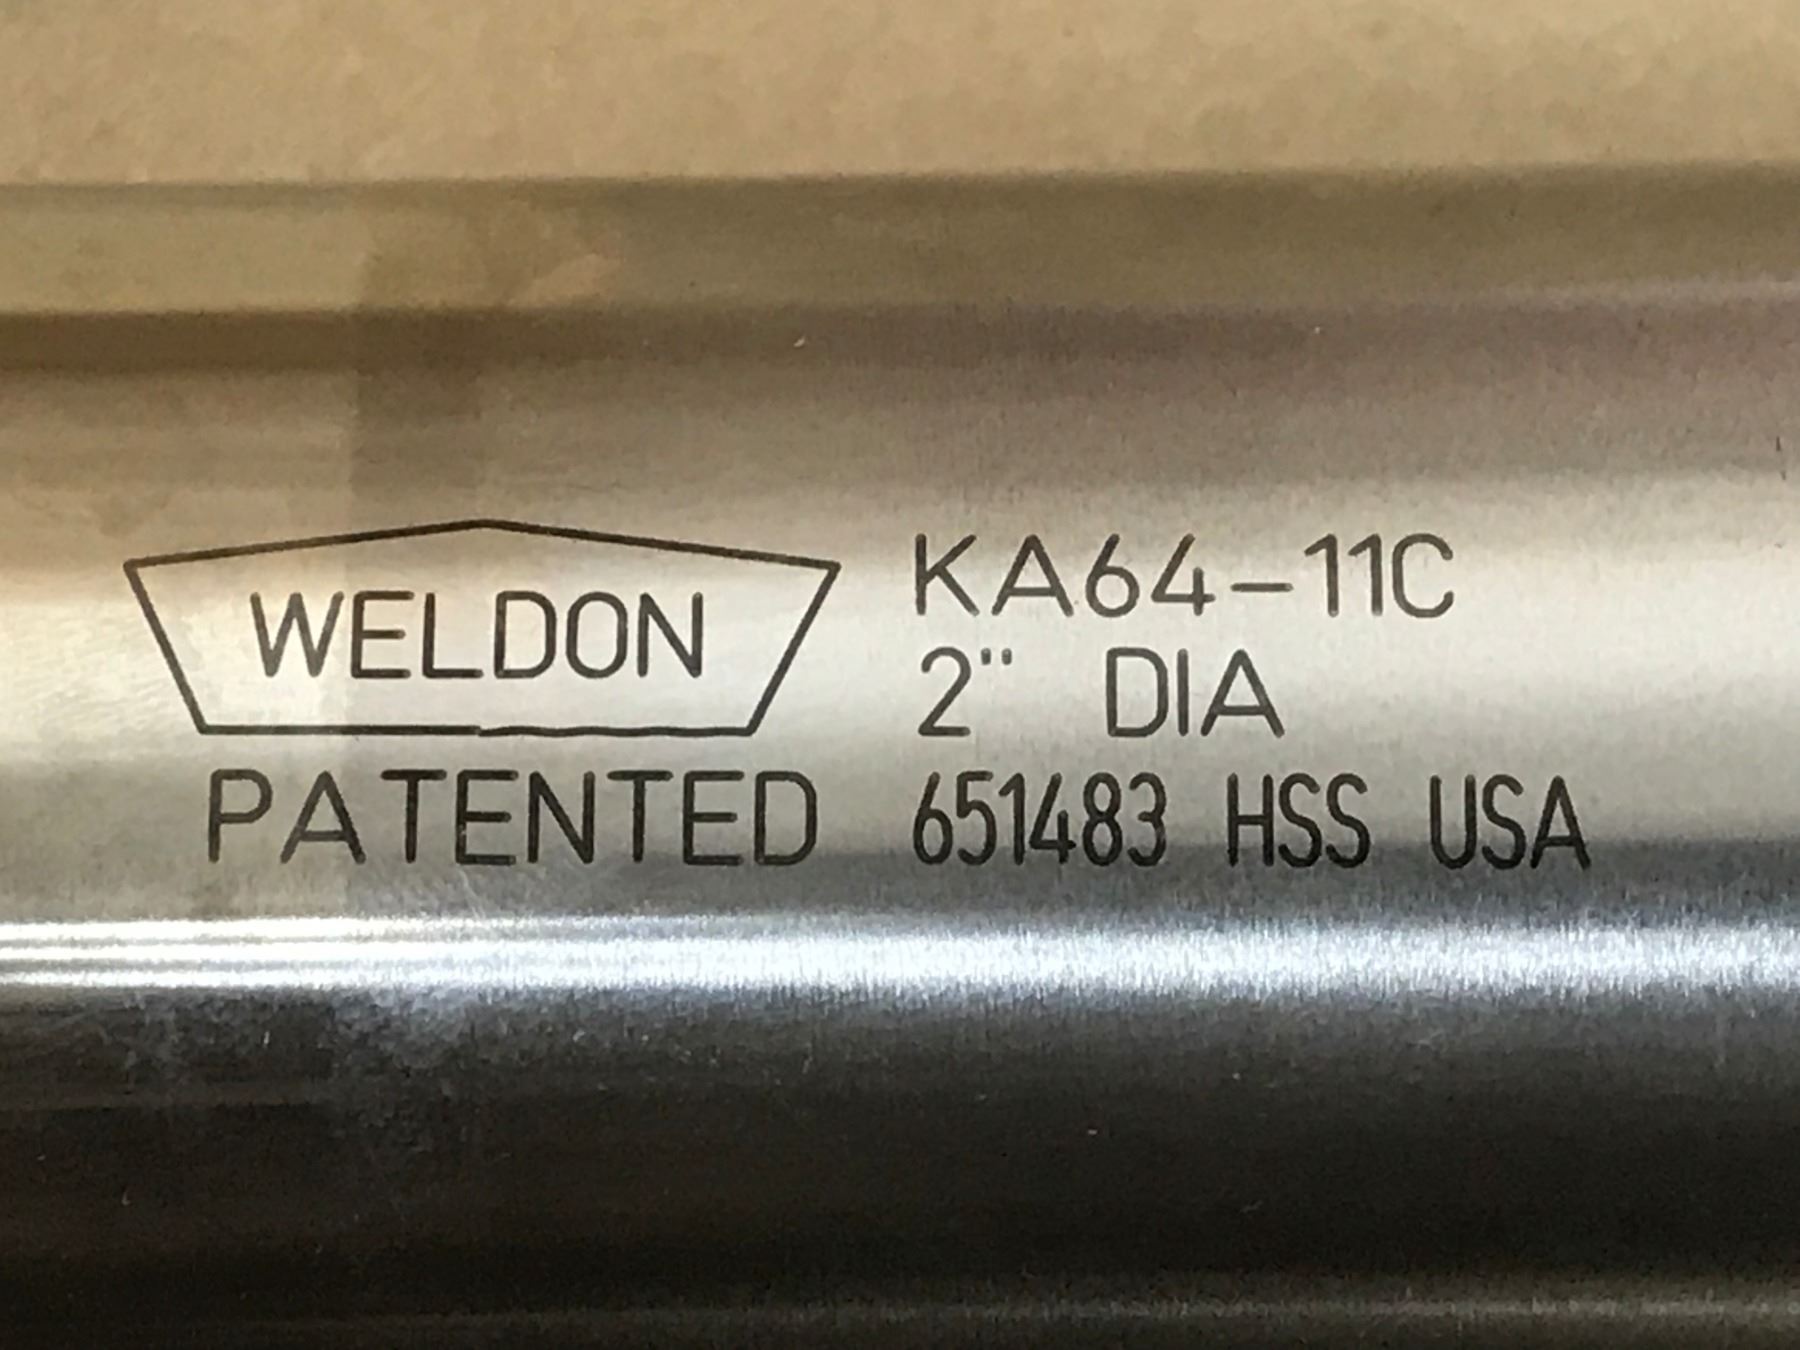 WELDON
PATENTED
KA64-11C
2" DIA
651483 HSS USA